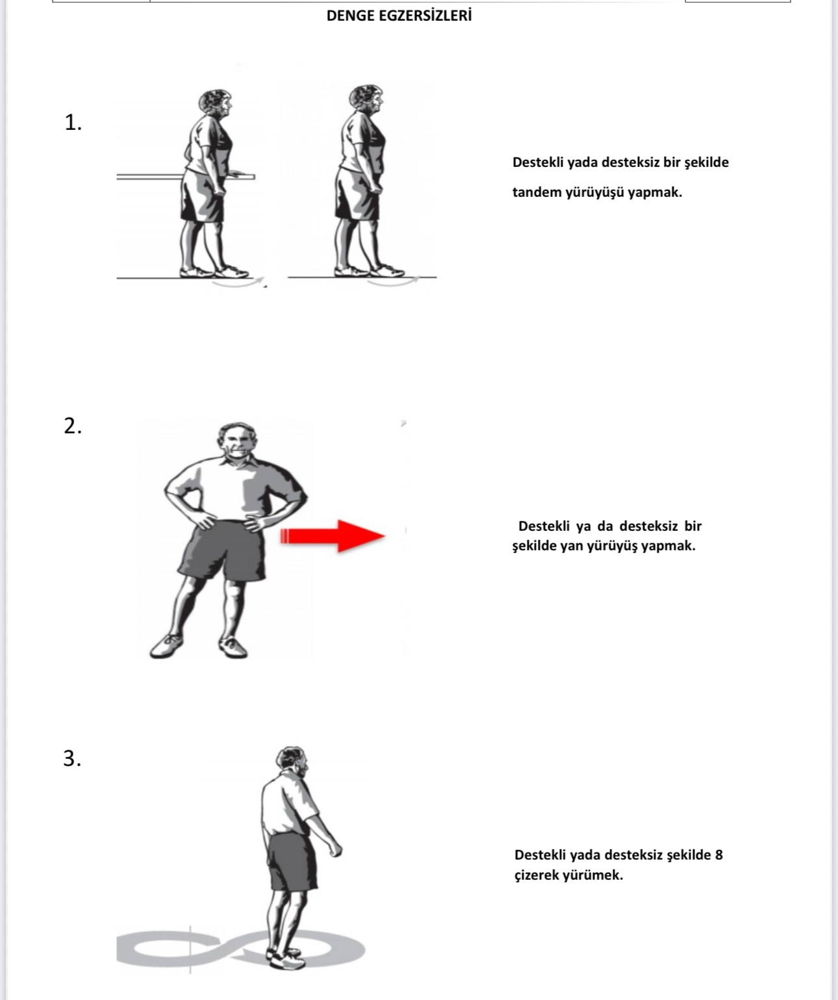 DENGE EGZERSİZLERİ
1.
Destekli yada desteksiz bir şekilde
tandem yürüyüşü yapmak.
2.
Destekli ya da desteksiz bir
şekilde yan yürüyüş yapmak.
3.
Destekli yada desteksiz şekilde 8
çizerek yürümek.